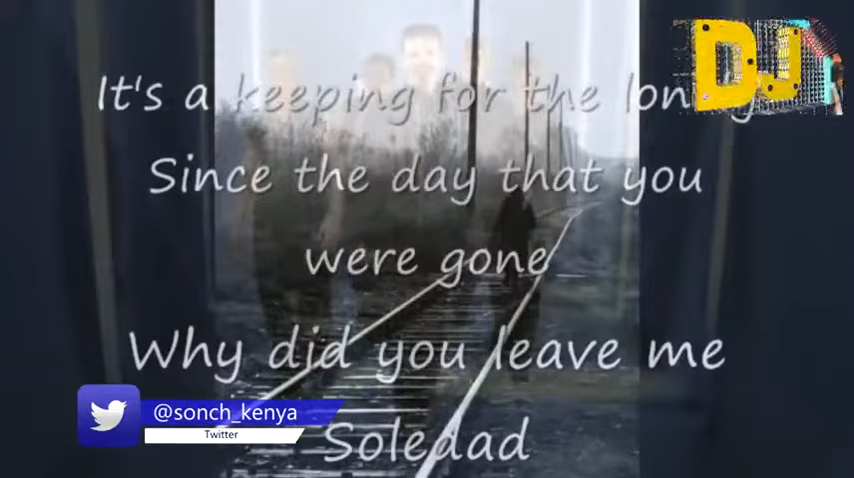 DJ
It's a keeping for the lon
Since the day that you
were gone
Why did you leave me
@sonch_kenya
Twitter
Soledad